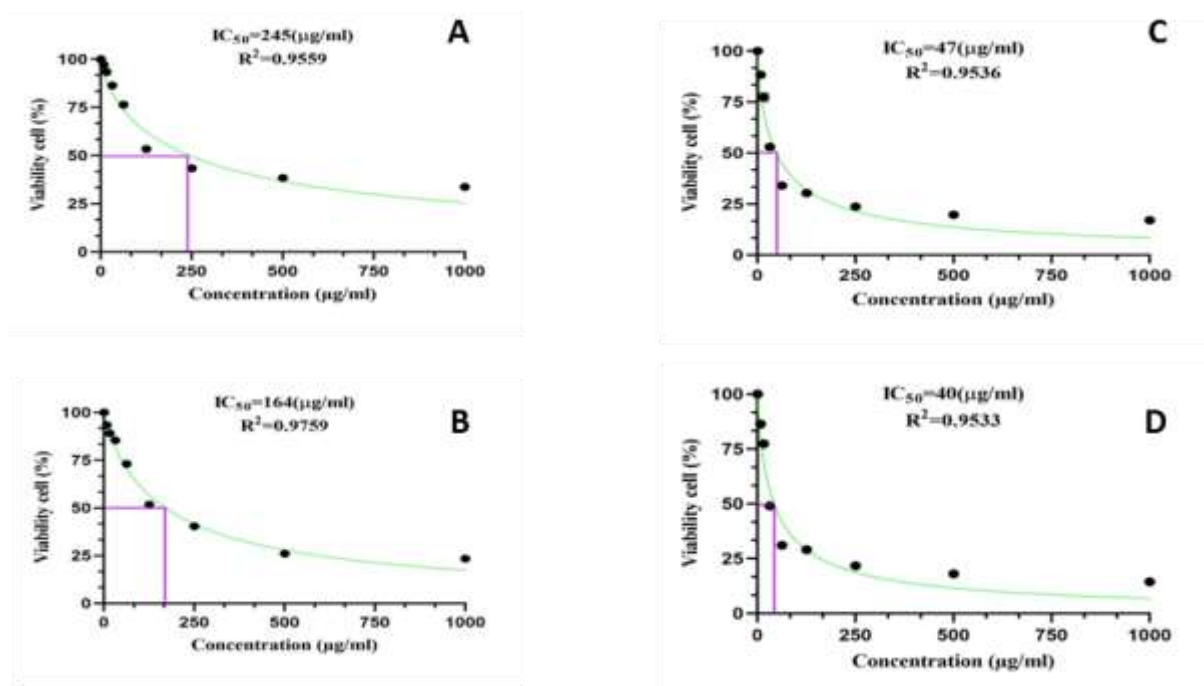 A
IC₅₀=245(µg/ml)
R²=0.9559
Viability cell (%)
100
75
50
25
0
0 250 500 750 1000
Concentration (µg/ml)
C
IC₅₀=47(µg/ml)
R²=0.9536
Viability cell (%)
100
75
50
25
0
0 250 500 750 1000
Concentration (µg/ml)
B
IC₅₀=164(µg/ml)
R²=0.9759
Viability cell (%)
100
75
50
25
0
0 250 500 750 1000
Concentration (µg/ml)
D
IC₅₀=40(µg/ml)
R²=0.9533
Viability cell (%)
100
75
50
25
0
0 250 500 750 1000
Concentration (µg/ml)